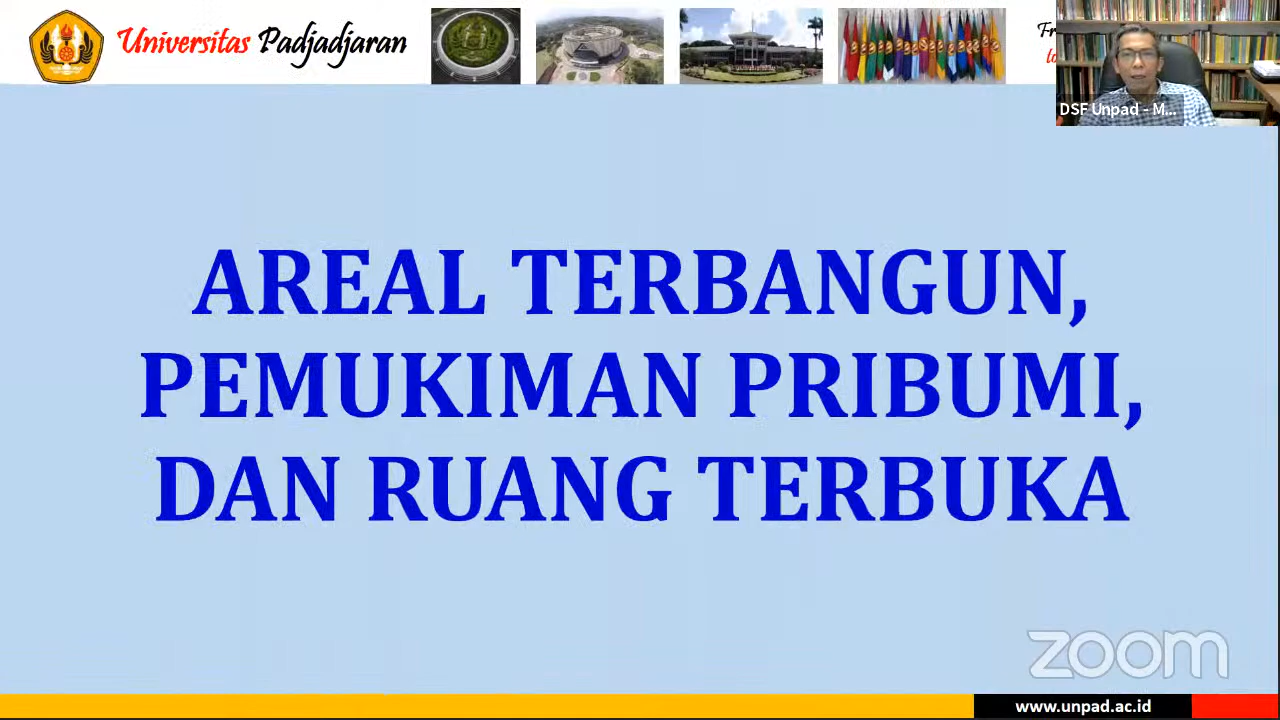 Universitas Padjadjaran
DSF Unpad - M...
AREAL TERBANGUN,
PEMUKIMAN PRIBUMI,
DAN RUANG TERBUKA
zoom
www.unpad.ac.id